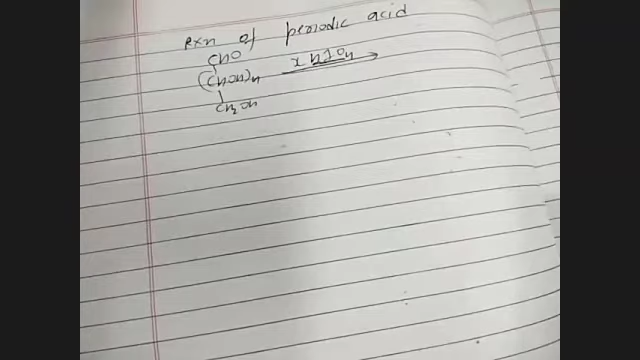 rxn of periodic acid
CHO
(CHOH)n x HIO4
CH2OH